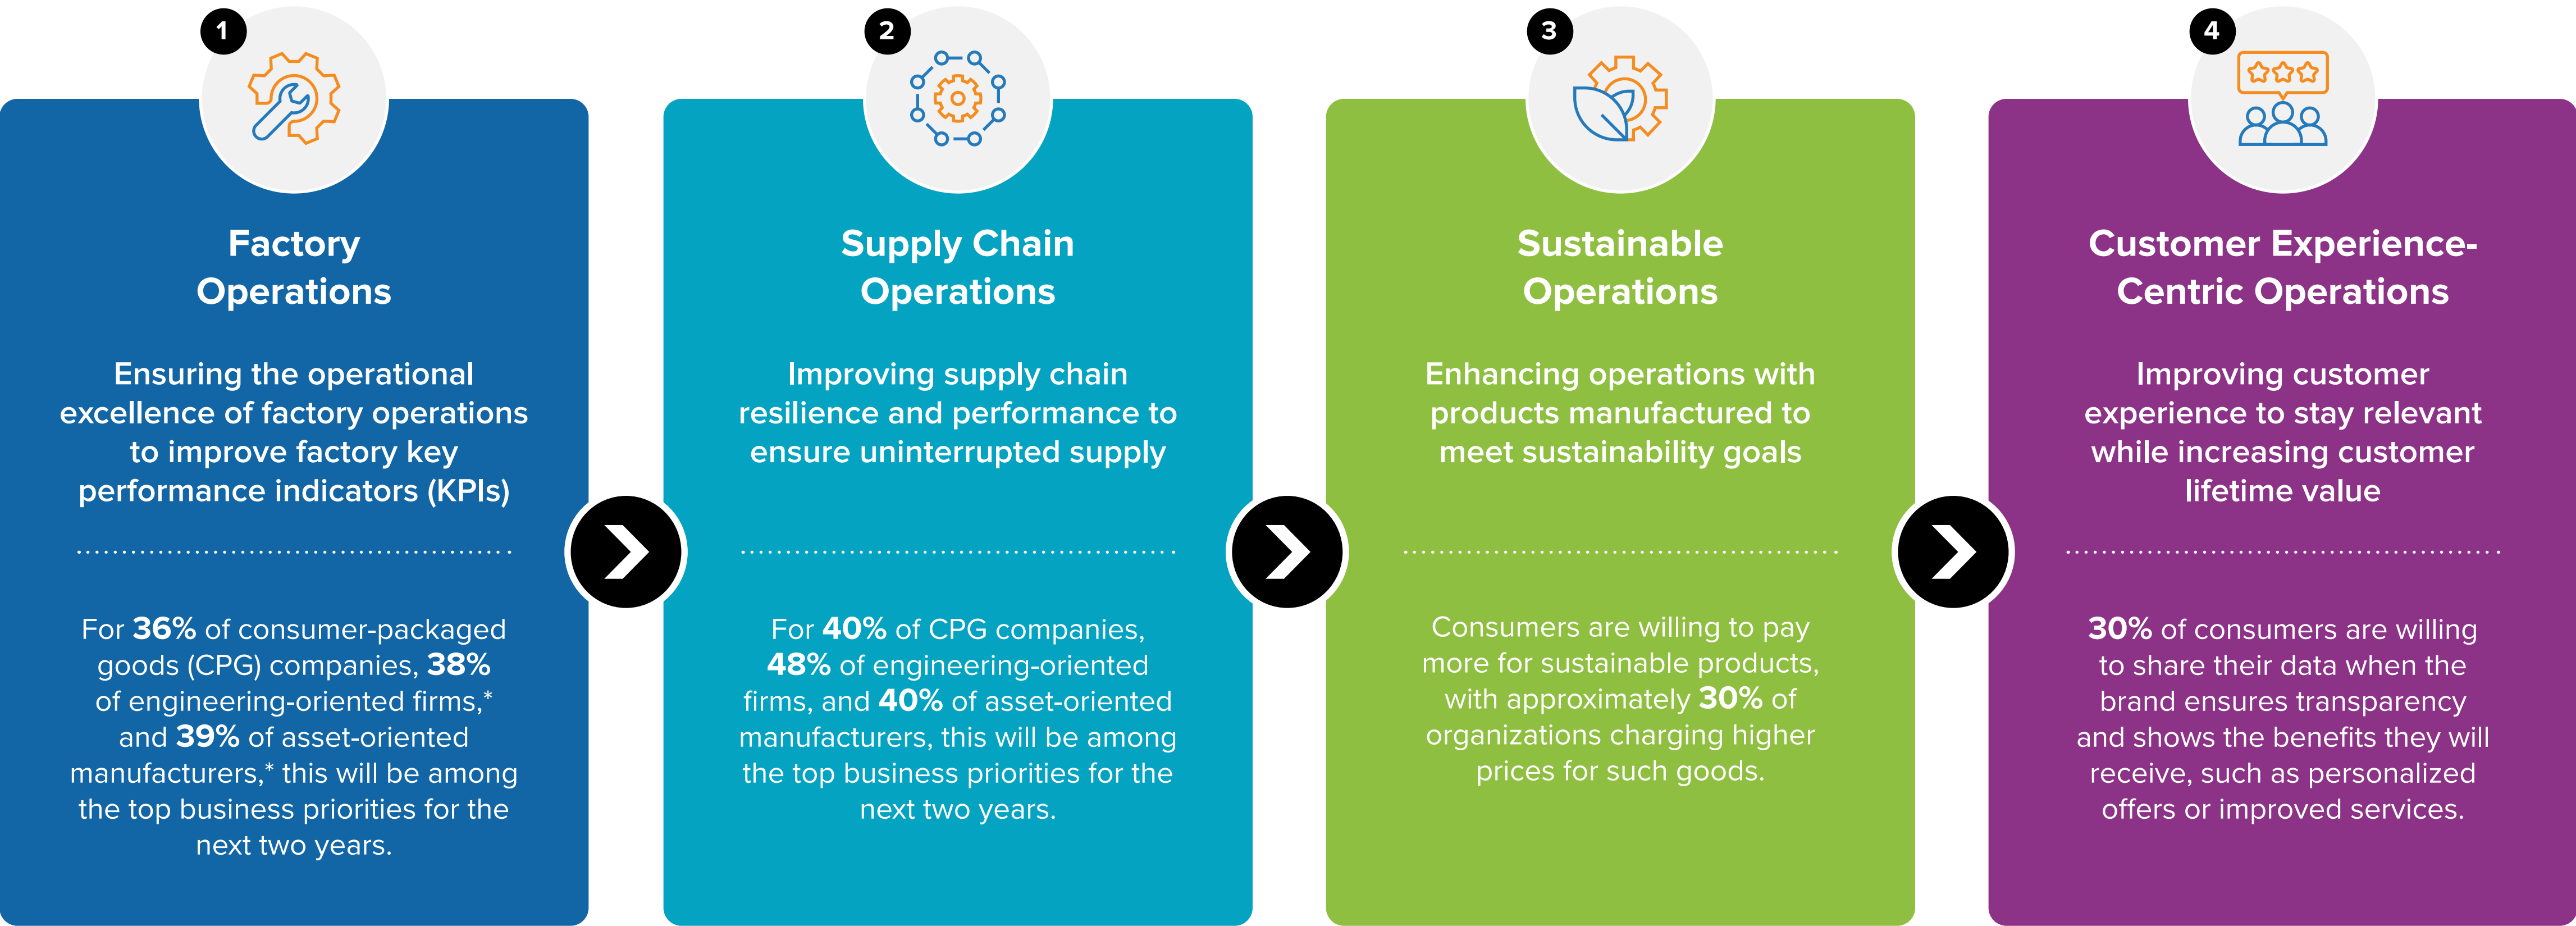 1
Factory
Operations
Ensuring the operational
excellence of factory operations
to improve factory key
performance indicators (KPIs)
For 36% of consumer-packaged
goods (CPG) companies, 38%
of engineering-oriented firms,*
and 39% of asset-oriented
manufacturers,* this will be among
the top business priorities for the
next two years.
2
Supply Chain
Operations
Improving supply chain
resilience and performance to
ensure uninterrupted supply
For 40% of CPG companies,
48% of engineering-oriented
firms, and 40% of asset-oriented
manufacturers, this will be among
the top business priorities for the
next two years.
3
Sustainable
Operations
Enhancing operations with
products manufactured to
meet sustainability goals
Consumers are willing to pay
more for sustainable products,
with approximately 30% of
organizations charging higher
prices for such goods.
4
Customer Experience-
Centric Operations
Improving customer
experience to stay relevant
while increasing customer
lifetime value
30% of consumers are willing
to share their data when the
brand ensures transparency
and shows the benefits they will
receive, such as personalized
offers or improved services.